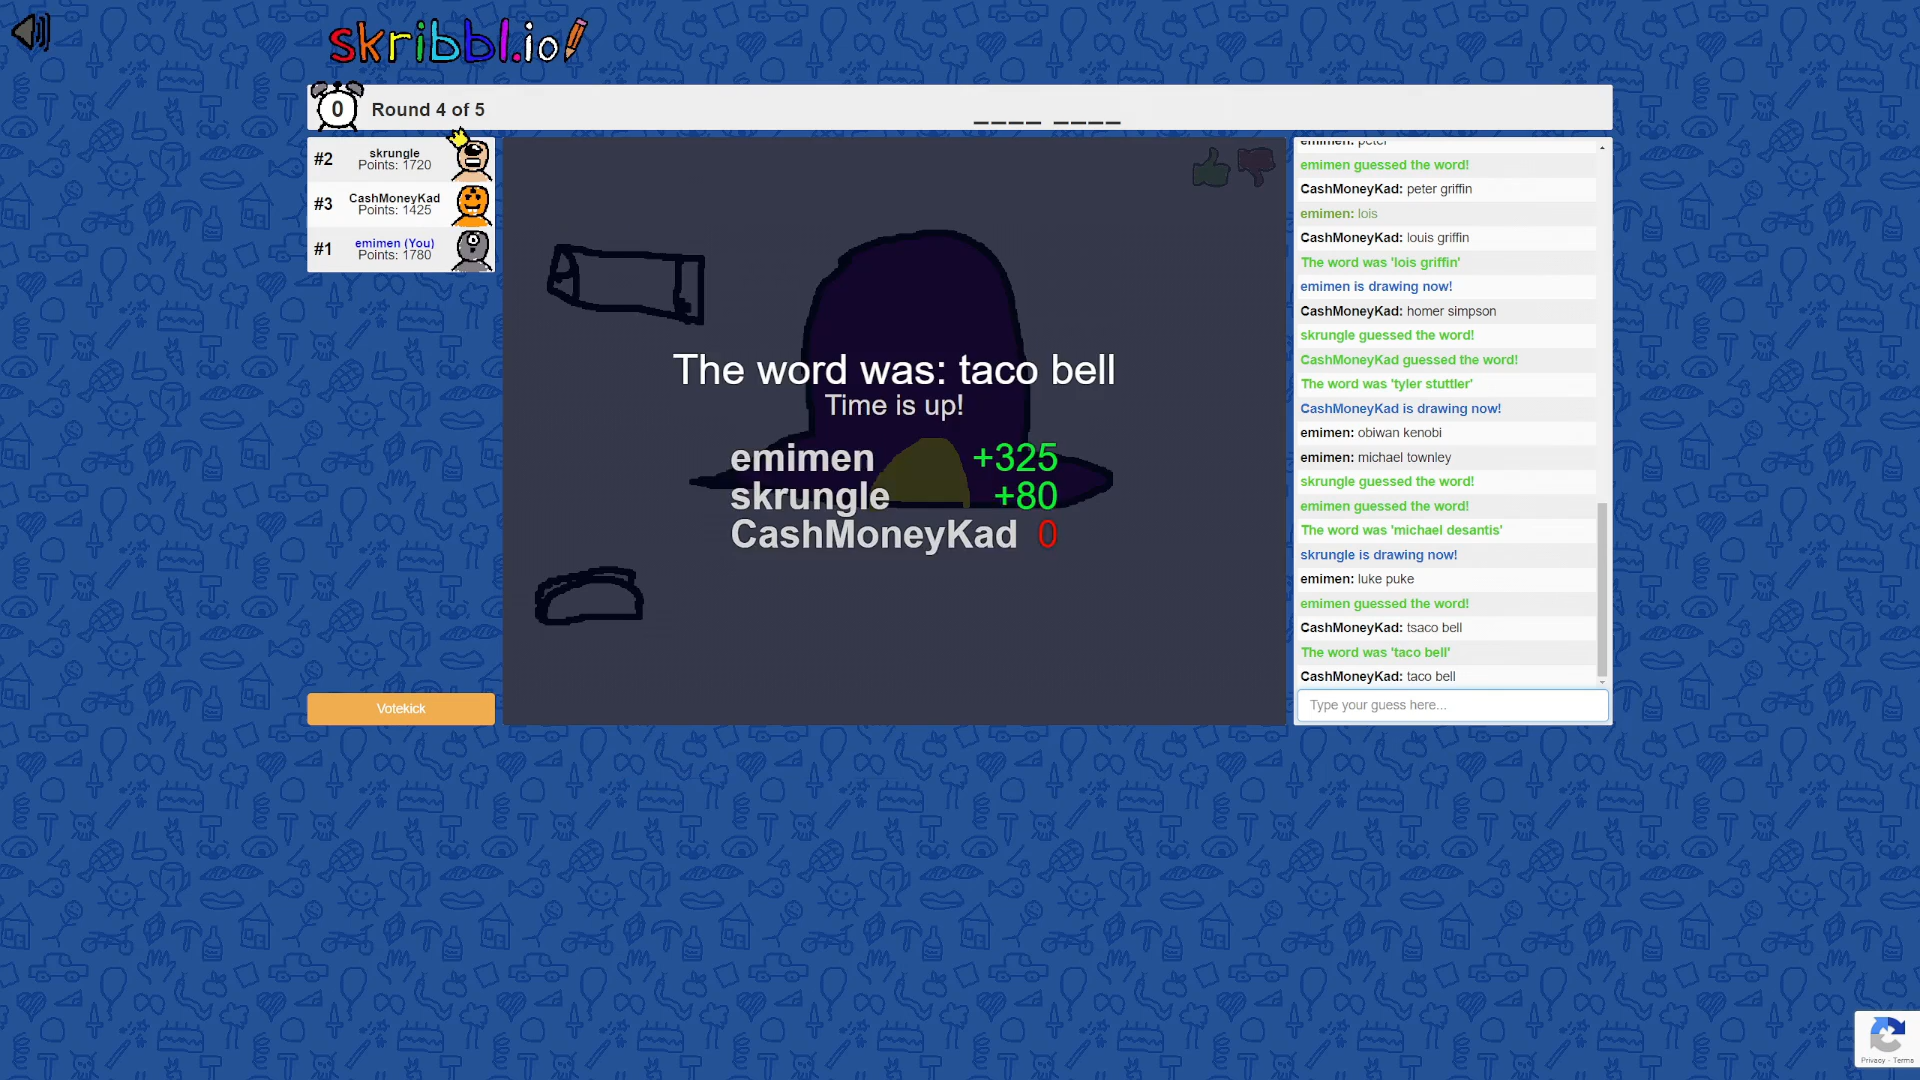 skribbl.io
0
Round 4 of 5
____ ____
#2
skrungle
Points: 1720
#3
CashMoneyKad
Points: 1425
#1
emimen (You)
Points: 1780
Votekick
The word was: taco bell
Time is up!
emimen +325
skrungle +80
CashMoneyKad 0
emimen: peter
emimen guessed the word!
CashMoneyKad: peter griffin
emimen: lois
CashMoneyKad: louis griffin
The word was 'lois griffin'
emimen is drawing now!
CashMoneyKad: homer simpson
skrungle guessed the word!
CashMoneyKad guessed the word!
The word was 'tyler stuttler'
CashMoneyKad is drawing now!
emimen: obiwan kenobi
emimen: michael townley
skrungle guessed the word!
emimen guessed the word!
The word was 'michael desantis'
skrungle is drawing now!
emimen: luke puke
emimen guessed the word!
CashMoneyKad: tsaco bell
The word was 'taco bell'
CashMoneyKad: taco bell
Type your guess here...
Privacy - Terms